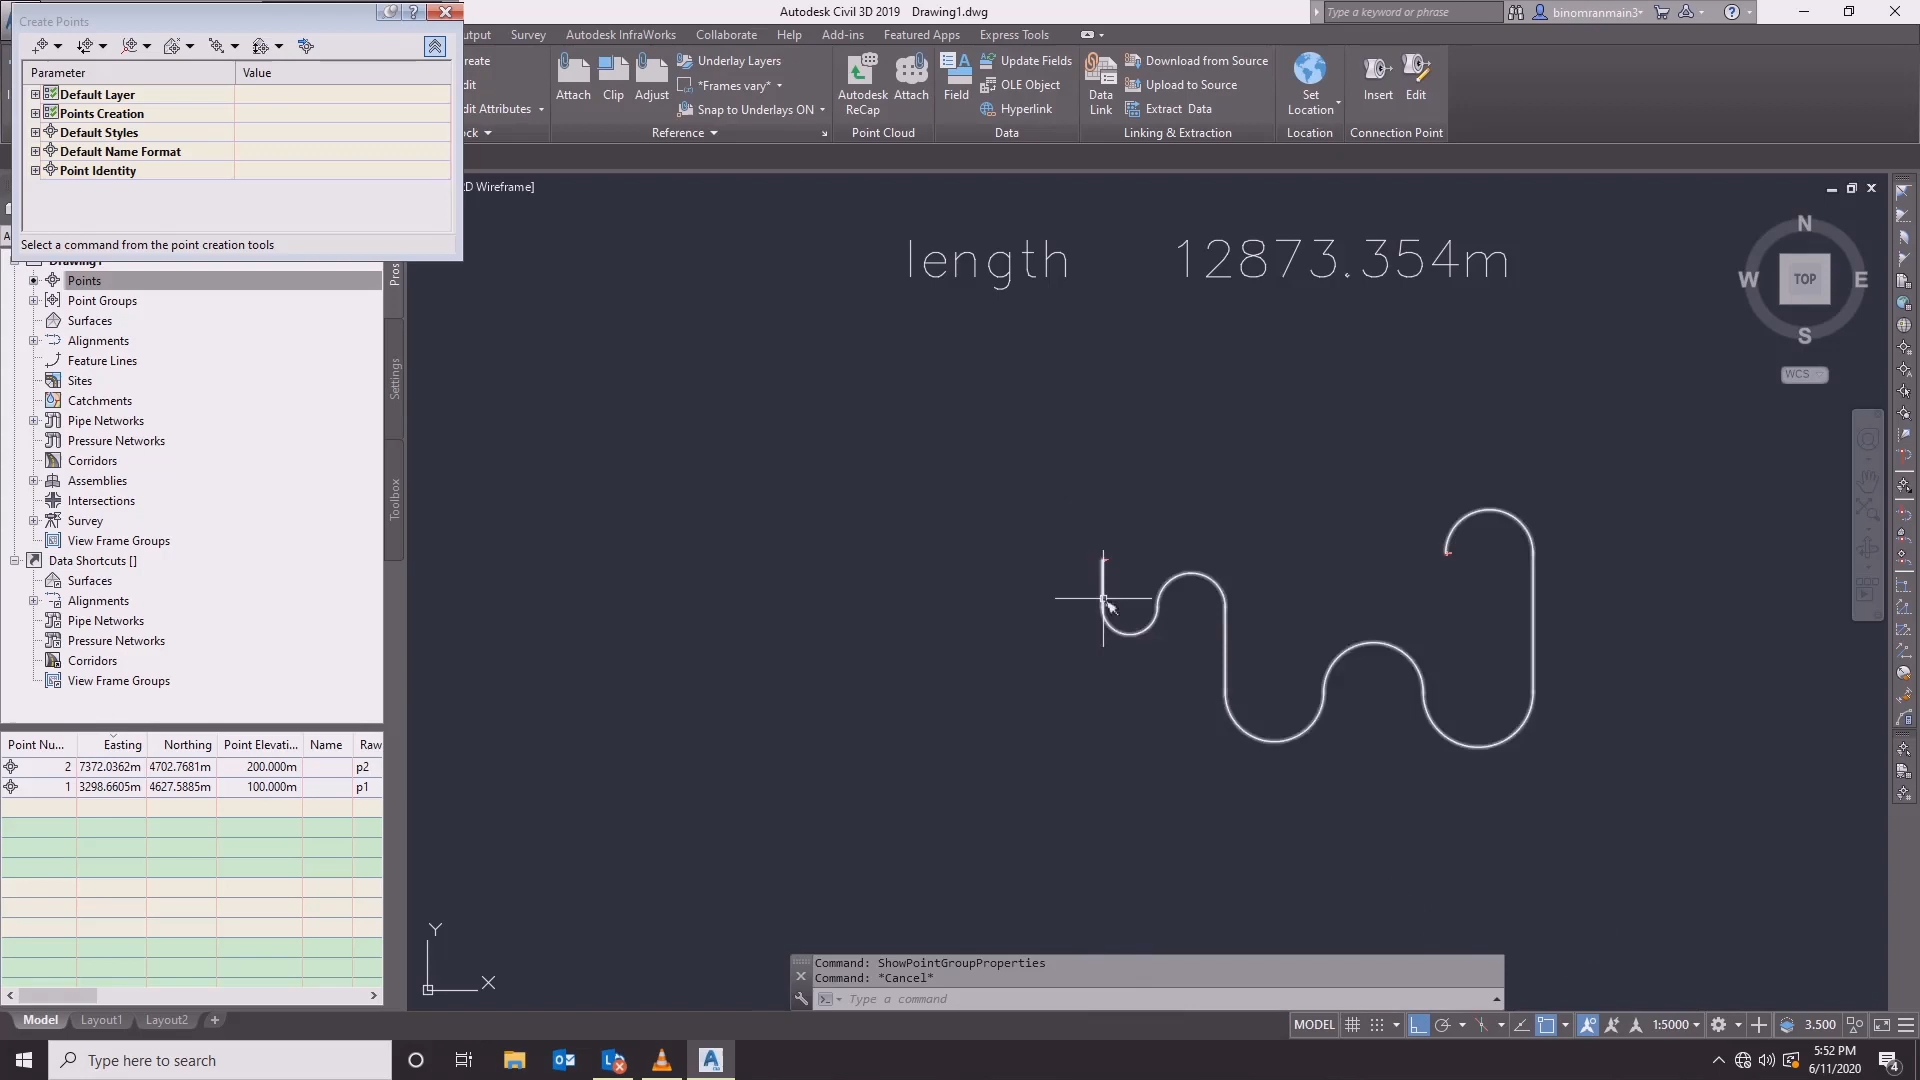 Create Points
Autodesk Civil 3D 2019 Drawing1.dwg
Type a keyword or phrase
binomranmain3
Survey Autodesk InfraWorks Collaborate Help Add-ins Featured Apps Express Tools
Parameter Value
Default Layer
Points Creation
Default Styles
Default Name Format
Point Identity
Select a command from the point creation tools
Attach Clip Adjust
Underlay Layers
*Frames vary*
Snap to Underlays ON
Reference
Autodesk ReCap
Attach
Point Cloud
Field
Update Fields
OLE Object
Hyperlink
Data
Data Link
Download from Source
Upload to Source
Extract Data
Linking & Extraction
Set Location
Location
Insert Edit
Connection Point
D Wireframe]
length 12873.354m
N
W TOP E
S
WCS
Points
Point Groups
Surfaces
Alignments
Feature Lines
Sites
Catchments
Pipe Networks
Pressure Networks
Corridors
Assemblies
Intersections
Survey
View Frame Groups
Data Shortcuts []
Surfaces
Alignments
Pipe Networks
Pressure Networks
Corridors
View Frame Groups
Pros
Settings
Toolbox
Point Nu... Easting Northing Point Elevati... Name Raw
2 7372.0362m 4702.7681m 200.000m p2
1 3298.6605m 4627.5885m 100.000m p1
Y
X
Command: ShowPointGroupProperties
Command: *Cancel*
Type a command
Model Layout1 Layout2 +
MODEL 1:5000 3.500
Type here to search
5:52 PM
6/11/2020
4